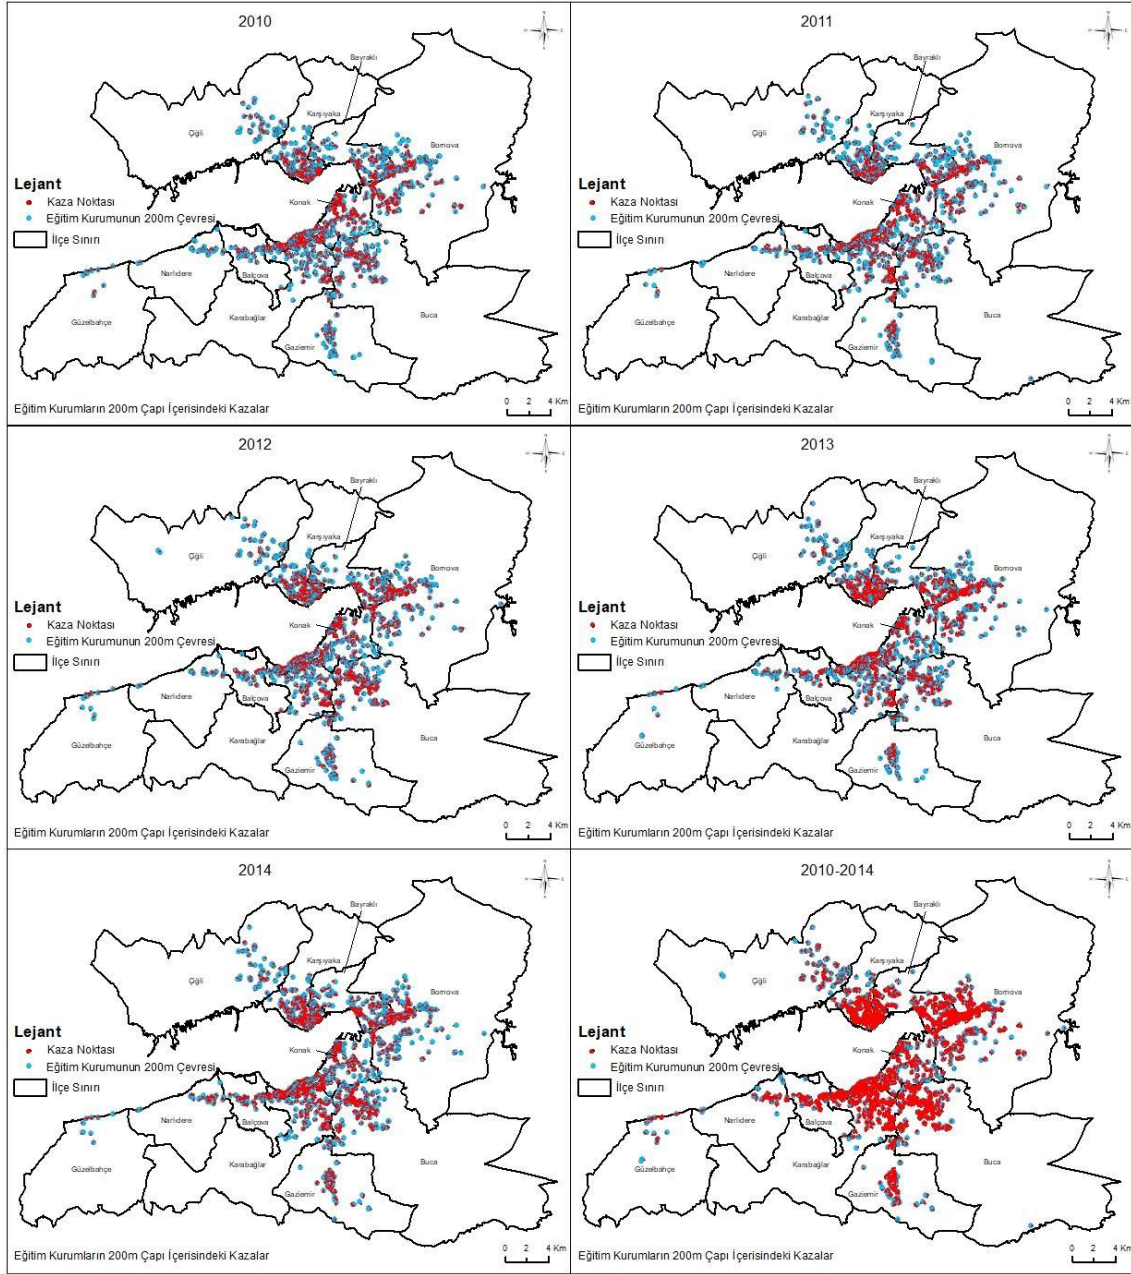 2010
Bayraklı
Karşıyaka
Çiğli
Bornova
Lejant
Kaza Noktası
Konak
Eğitim Kurumunun 200m Çevresi
İlçe Sınırı
Narlıdere
Balçova
Güzelbahçe
Karabağlar
Buca
Gaziemir
Eğitim Kurumların 200m Çapı İçerisindeki Kazalar
0 2 4 Km
2011
Bayraklı
Karşıyaka
Çiğli
Bornova
Lejant
Kaza Noktası
Konak
Eğitim Kurumunun 200m Çevresi
İlçe Sınırı
Narlıdere
Balçova
Güzelbahçe
Karabağlar
Buca
Gaziemir
Eğitim Kurumların 200m Çapı İçerisindeki Kazalar
0 2 4 Km
2012
Bayraklı
Karşıyaka
Çiğli
Bornova
Lejant
Kaza Noktası
Konak
Eğitim Kurumunun 200m Çevresi
İlçe Sınırı
Narlıdere
Balçova
Güzelbahçe
Karabağlar
Buca
Gaziemir
Eğitim Kurumların 200m Çapı İçerisindeki Kazalar
0 2 4 Km
2013
Bayraklı
Karşıyaka
Çiğli
Bornova
Lejant
Kaza Noktası
Konak
Eğitim Kurumunun 200m Çevresi
İlçe Sınırı
Narlıdere
Balçova
Güzelbahçe
Karabağlar
Buca
Gaziemir
Eğitim Kurumların 200m Çapı İçerisindeki Kazalar
0 2 4 Km
2014
Bayraklı
Karşıyaka
Çiğli
Bornova
Lejant
Kaza Noktası
Konak
Eğitim Kurumunun 200m Çevresi
İlçe Sınırı
Narlıdere
Balçova
Güzelbahçe
Karabağlar
Buca
Gaziemir
Eğitim Kurumların 200m Çapı İçerisindeki Kazalar
0 2 4 Km
2010-2014
Bayraklı
Karşıyaka
Çiğli
Bornova
Lejant
Kaza Noktası
Konak
Eğitim Kurumunun 200m Çevresi
İlçe Sınırı
Narlıdere
Balçova
Güzelbahçe
Karabağlar
Buca
Gaziemir
Eğitim Kurumların 200m Çapı İçerisindeki Kazalar
0 2 4 Km